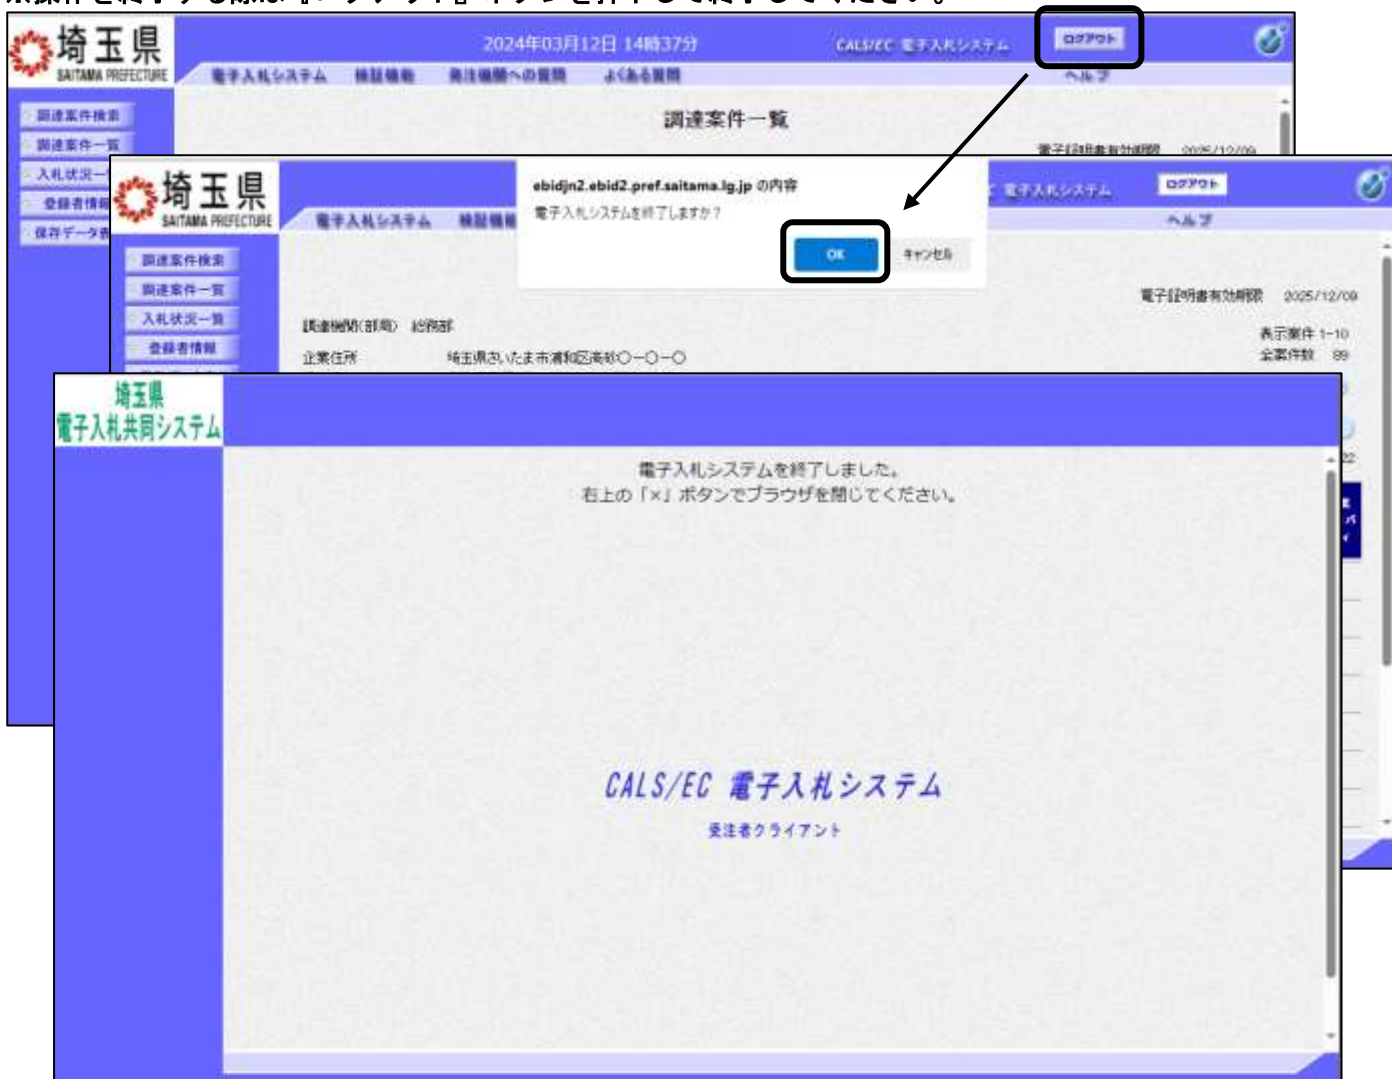 埼玉県
SAITAMA PREFECTURE
2024年03月12日 14時37分
CALS/EC 電子入札システム
ログアウト
電子入札システム 検証機能 発注機関への質問 よくある質問
ヘルプ
調達案件検索
調達案件一覧
調達案件一覧
電子証明書有効期限 2025/12/09
入札状況一
登録者情報
保存データ表
埼玉県
SAITAMA PREFECTURE
ebidjn2.ebid2.pref.saitama.lg.jp の内容
電子入札システムを終了しますか?
OK
キャンセル
電子入札システム
ログアウト
電子入札システム 検証機能
ヘルプ
調達案件検索
調達案件一覧
入札状況一覧
登録者情報
電子証明書有効期限 2025/12/09
調達機関(部局) 総務部
表示案件 1-10
企業住所 埼玉県さいたま市浦和区高砂〇-〇-〇
全案件数 99
埼玉県
電子入札共同システム
電子入札システムを終了しました。
右上の「×」ボタンでブラウザを閉じてください。
CALS/EC 電子入札システム
受注者クライアント